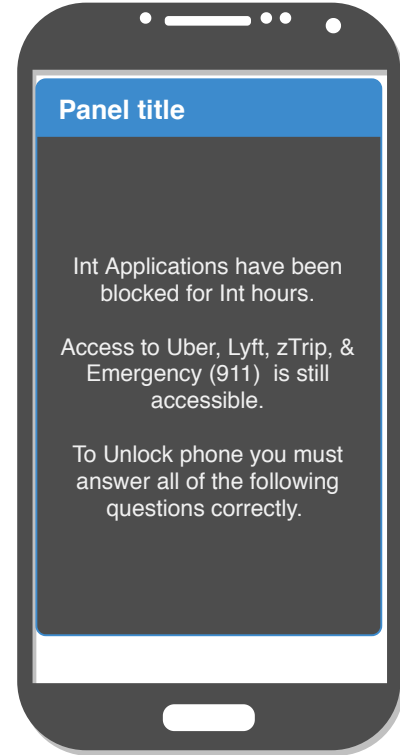 Panel title
Int Applications have been
blocked for Int hours.
Access to Uber, Lyft, zTrip, &
Emergency (911)  is still
accessible.
To Unlock phone you must
answer all of the following
questions correctly.